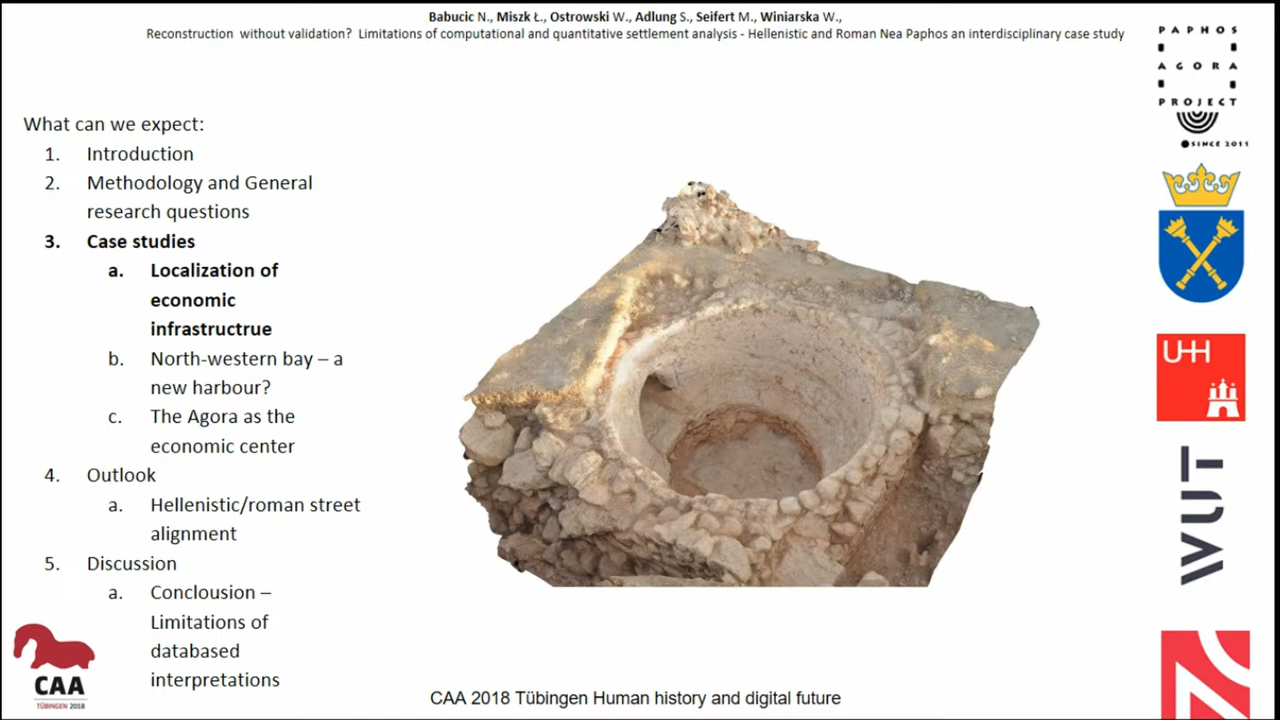 Babucic N., Miszk Ł., Ostrowski W., Adlung S., Seifert M., Winiarska W.,
Reconstruction without validation? Limitations of computational and quantitative settlement analysis - Hellenistic and Roman Nea Paphos an interdisciplinary case study
PAPHOS
AGORA
PROJECT
SINCE 2011
What can we expect:
1. Introduction
2. Methodology and General
research questions
3. Case studies
a. Localization of
economic
infrastructrue
b. North-western bay – a
new harbour?
c. The Agora as the
economic center
4. Outlook
a. Hellenistic/roman street
alignment
5. Discussion
a. Conclousion –
Limitations of
databased
interpretations
UH
WUT
CAA
TÜBINGEN 2018
CAA 2018 Tübingen Human history and digital future